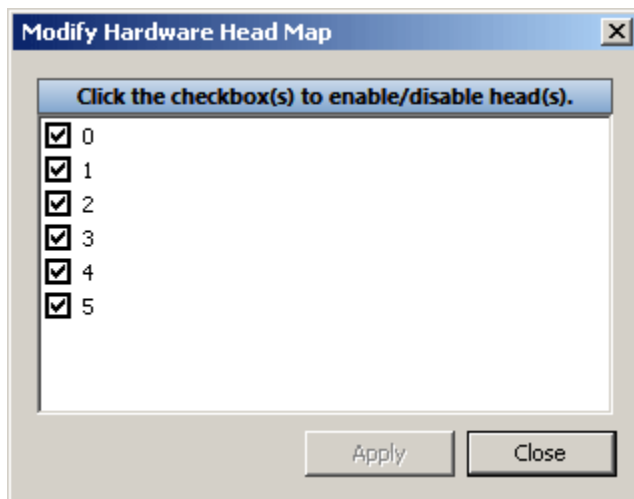 Modify Hardware Head Map
Click the checkbox(s) to enable/disable head(s).
0
1
2
3
4
5
Apply
Close